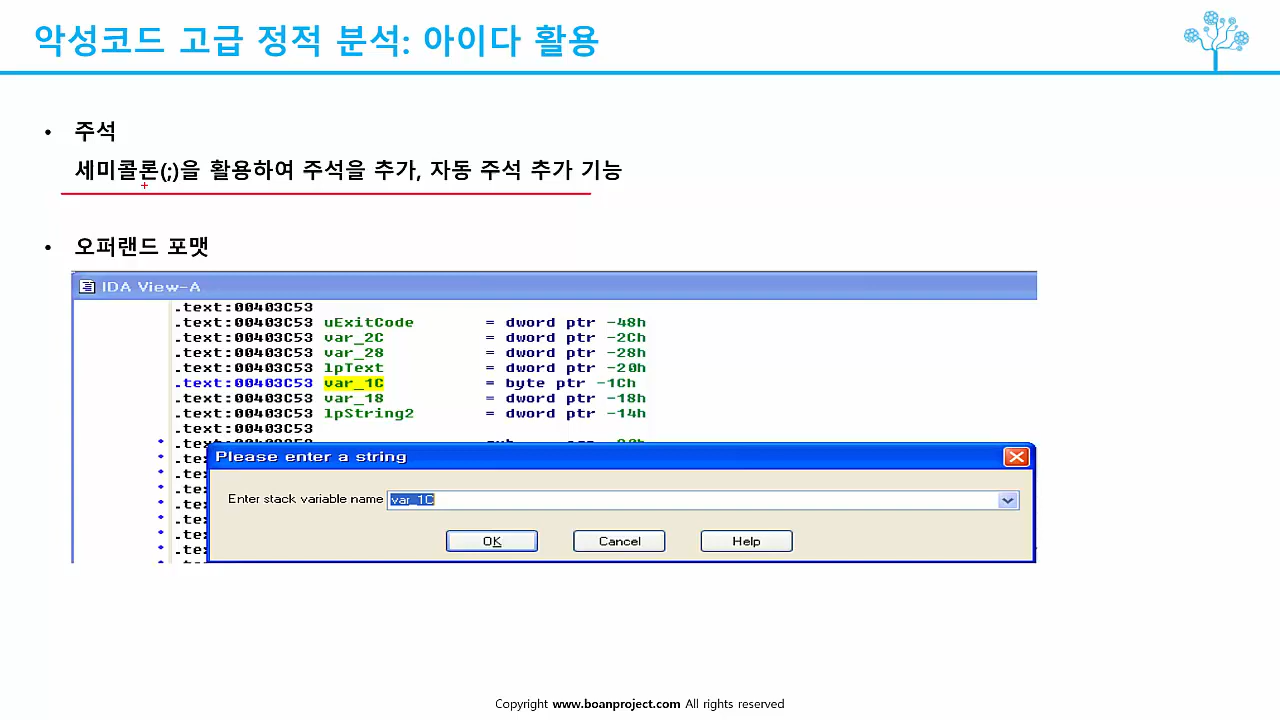 악성코드 고급 정적 분석: 아이다 활용
• 주석
세미콜론(;)을 활용하여 주석을 추가, 자동 주석 추가 기능
• 오퍼랜드 포맷
IDA View-A
.text:00403C53
.text:00403C53 uExitCode = dword ptr -48h
.text:00403C53 var_2C = dword ptr -2Ch
.text:00403C53 var_28 = dword ptr -28h
.text:00403C53 lpText = dword ptr -20h
.text:00403C53 var_1C = byte ptr -1Ch
.text:00403C53 var_18 = dword ptr -18h
.text:00403C53 lpString2 = dword ptr -14h
.text:00403C53
Please enter a string
Enter stack variable name var_1C
OK Cancel Help
Copyright www.boanproject.com All rights reserved